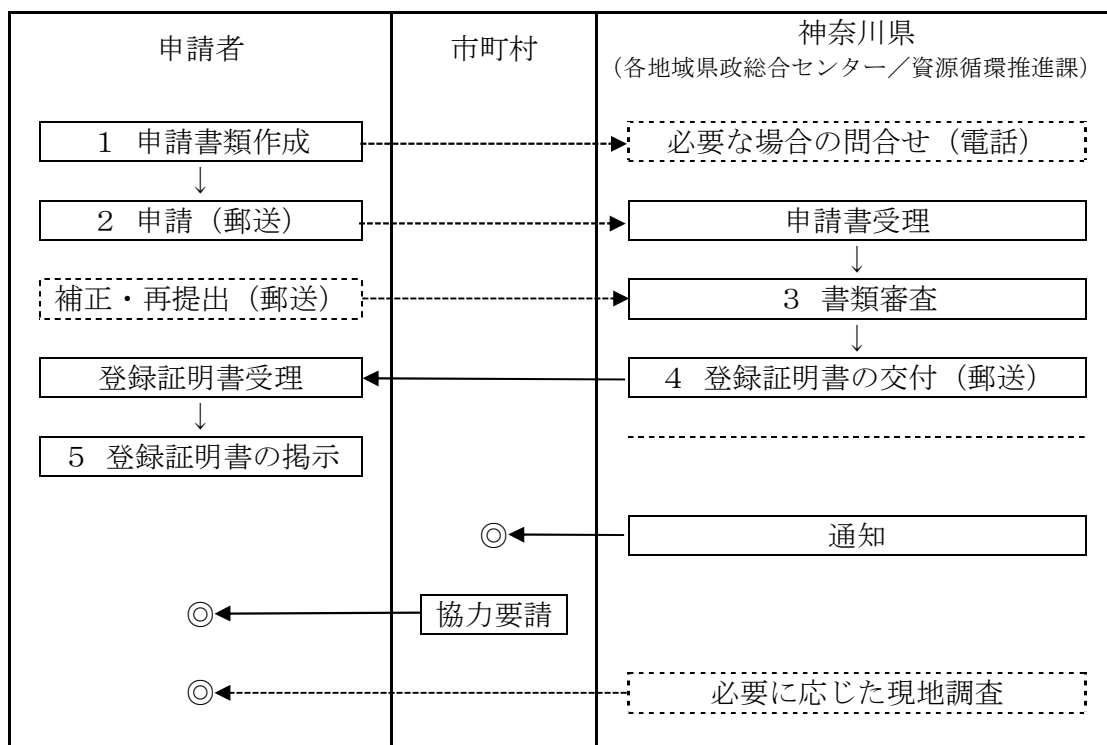 申請者
市町村
神奈川県
（各地域県政総合センター／資源循環推進課）
１ 申請書類作成
必要な場合の問合せ（電話）
↓
２ 申請（郵送）
申請書受理
↓
補正・再提出（郵送）
３ 書類審査
↓
登録証明書受理
４ 登録証明書の交付（郵送）
↓
５ 登録証明書の掲示
◎
通知
◎
協力要請
◎
必要に応じた現地調査